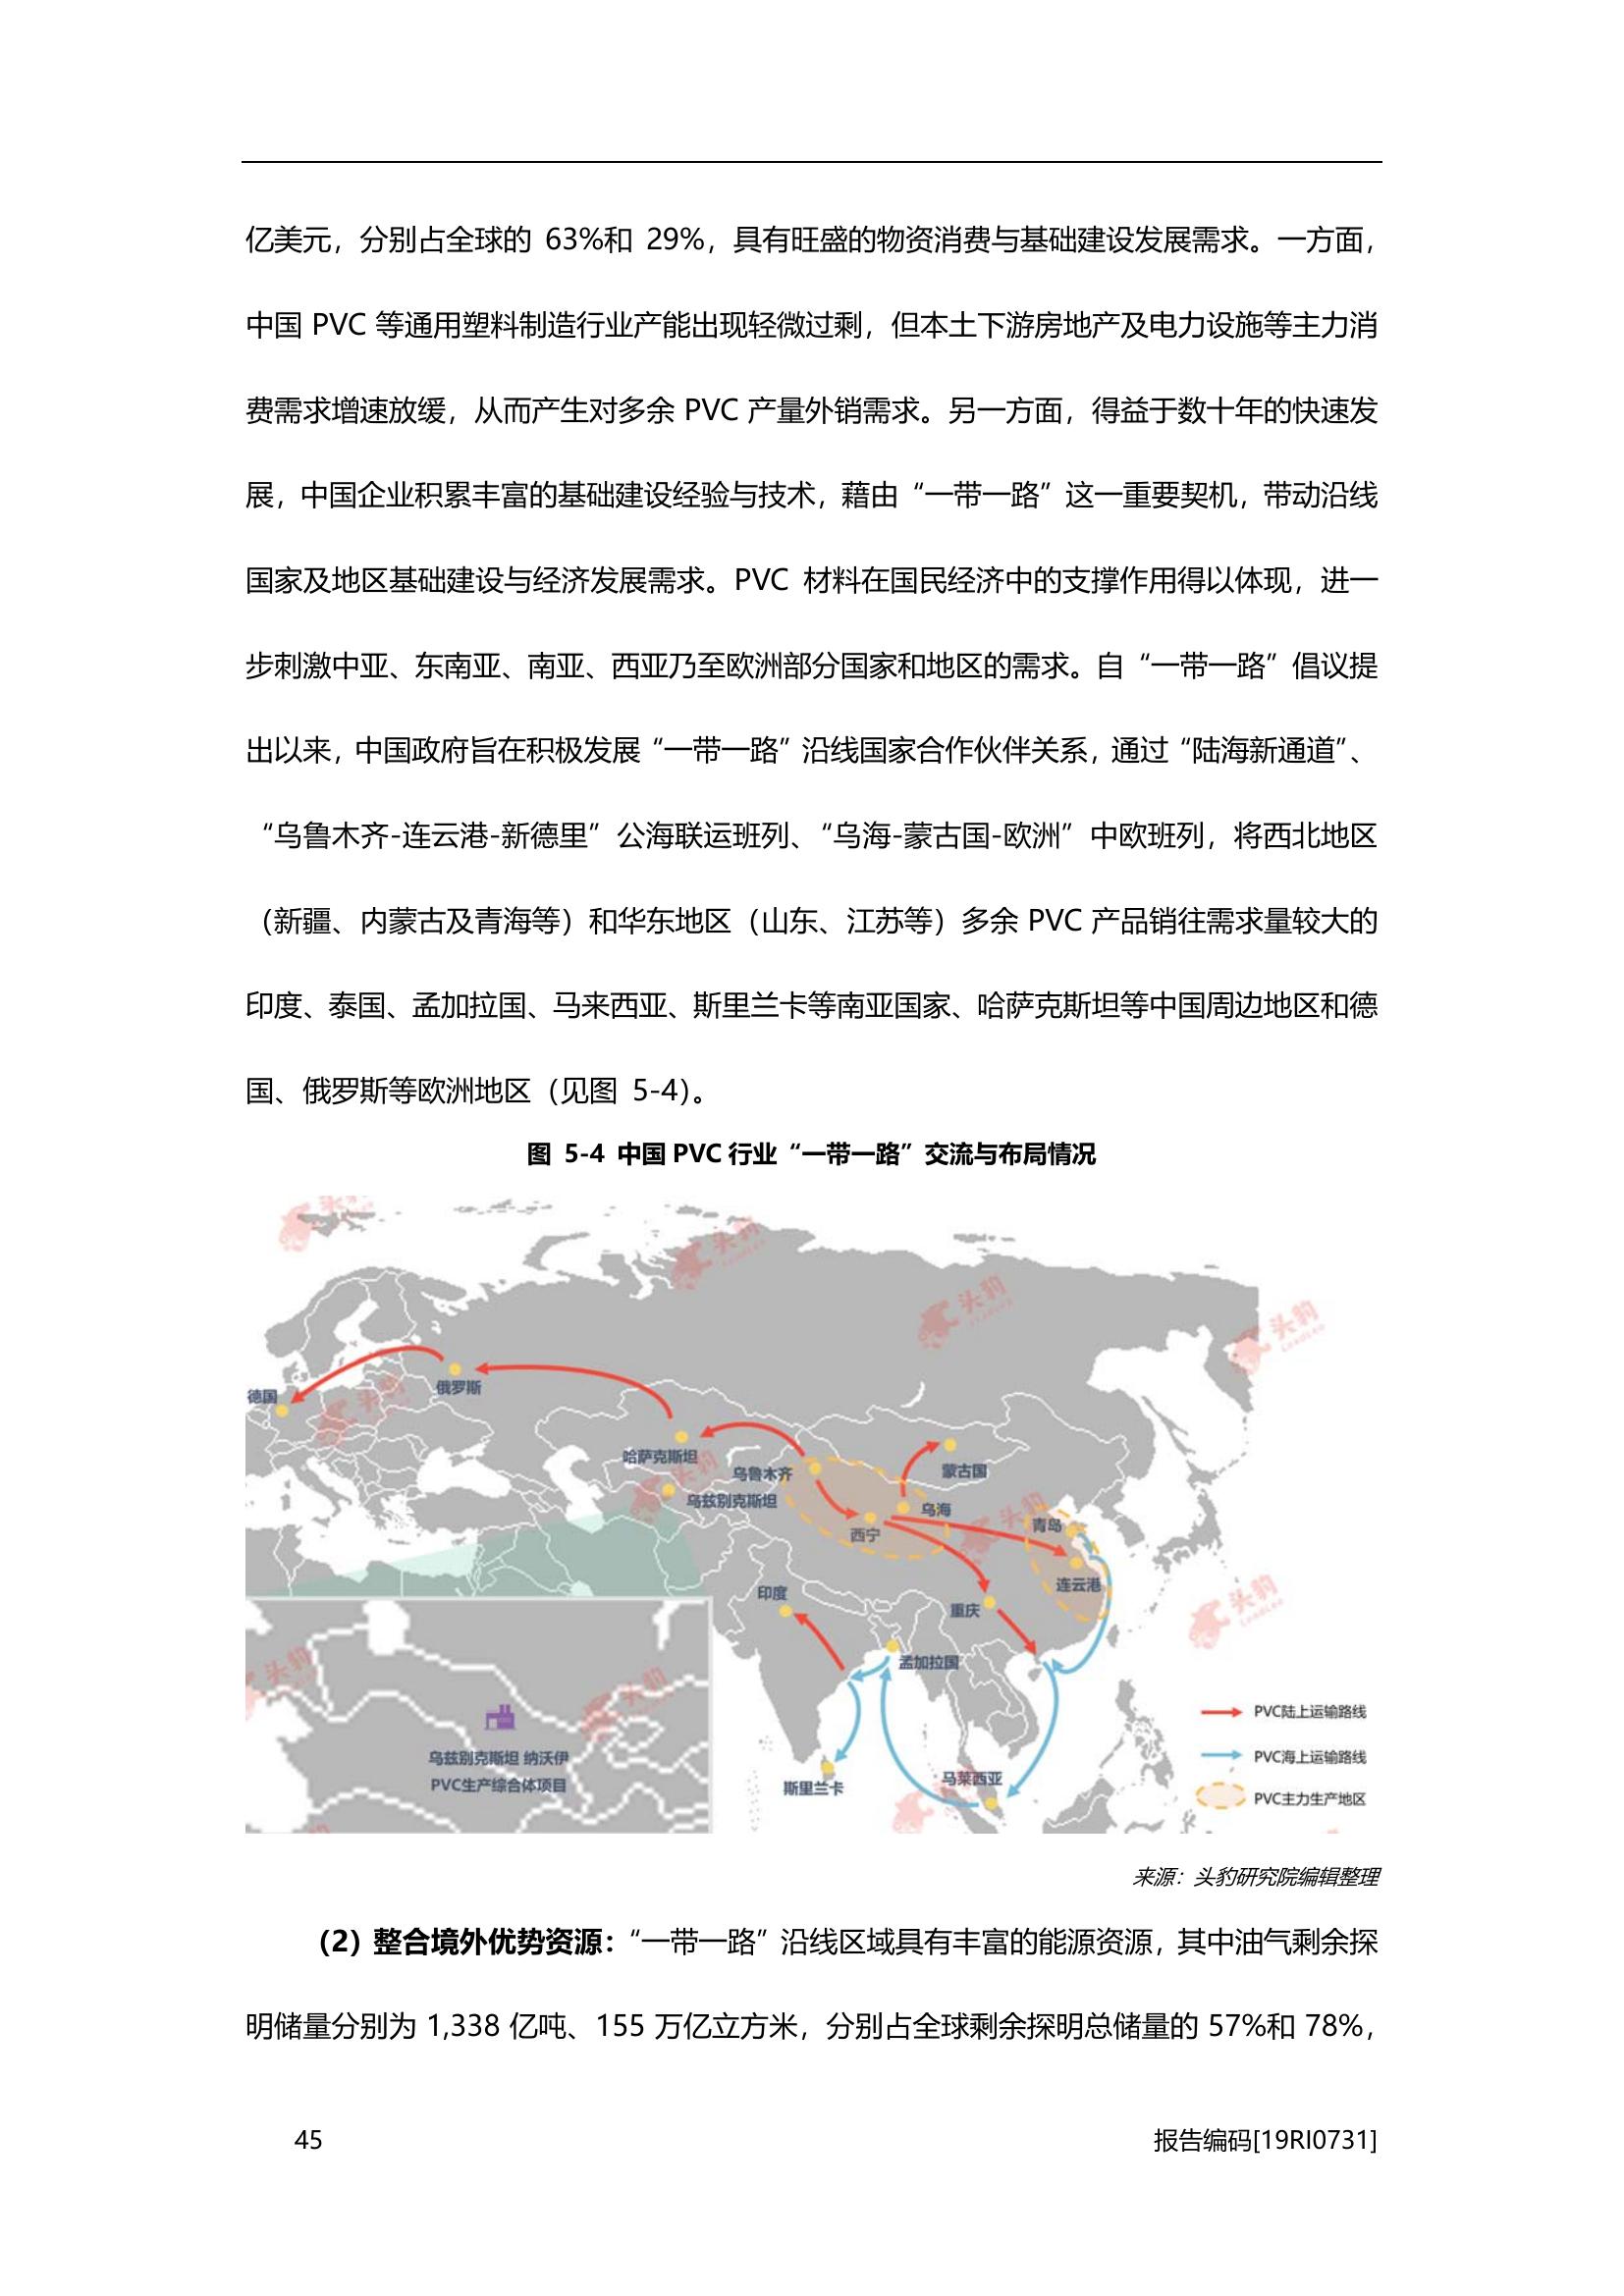 亿美元，分别占全球的 63%和 29%，具有旺盛的物资消费与基础建设发展需求。一方面，
中国 PVC 等通用塑料制造行业产能出现轻微过剩，但本土下游房地产及电力设施等主力消
费需求增速放缓，从而产生对多余 PVC 产量外销需求。另一方面，得益于数十年的快速发
展，中国企业积累丰富的基础建设经验与技术，藉由“一带一路”这一重要契机，带动沿线
国家及地区基础建设与经济发展需求。PVC 材料在国民经济中的支撑作用得以体现，进一
步刺激中亚、东南亚、南亚、西亚乃至欧洲部分国家和地区的需求。自“一带一路”倡议提
出以来，中国政府旨在积极发展“一带一路”沿线国家合作伙伴关系，通过“陆海新通道”、
“乌鲁木齐-连云港-新德里”公海联运班列、“乌海-蒙古国-欧洲”中欧班列，将西北地区
（新疆、内蒙古及青海等）和华东地区（山东、江苏等）多余 PVC 产品销往需求量较大的
印度、泰国、孟加拉国、马来西亚、斯里兰卡等南亚国家、哈萨克斯坦等中国周边地区和德
国、俄罗斯等欧洲地区（见图 5-4）。
图 5-4 中国 PVC 行业“一带一路”交流与布局情况
德国
俄罗斯
哈萨克斯坦
乌鲁木齐
蒙古国
乌兹别克斯坦
乌海
西宁
青岛
连云港
印度
重庆
孟加拉国
乌兹别克斯坦 纳沃伊
PVC生产综合体项目
斯里兰卡
马莱西亚
PVC陆上运输路线
PVC海上运输路线
PVC主力生产地区
头豹
LeadLeo
来源：头豹研究院编辑整理
（2）整合境外优势资源：“一带一路”沿线区域具有丰富的能源资源，其中油气剩余探
明储量分别为 1,338 亿吨、155 万亿立方米，分别占全球剩余探明总储量的 57%和 78%，
45
报告编码[19RI0731]